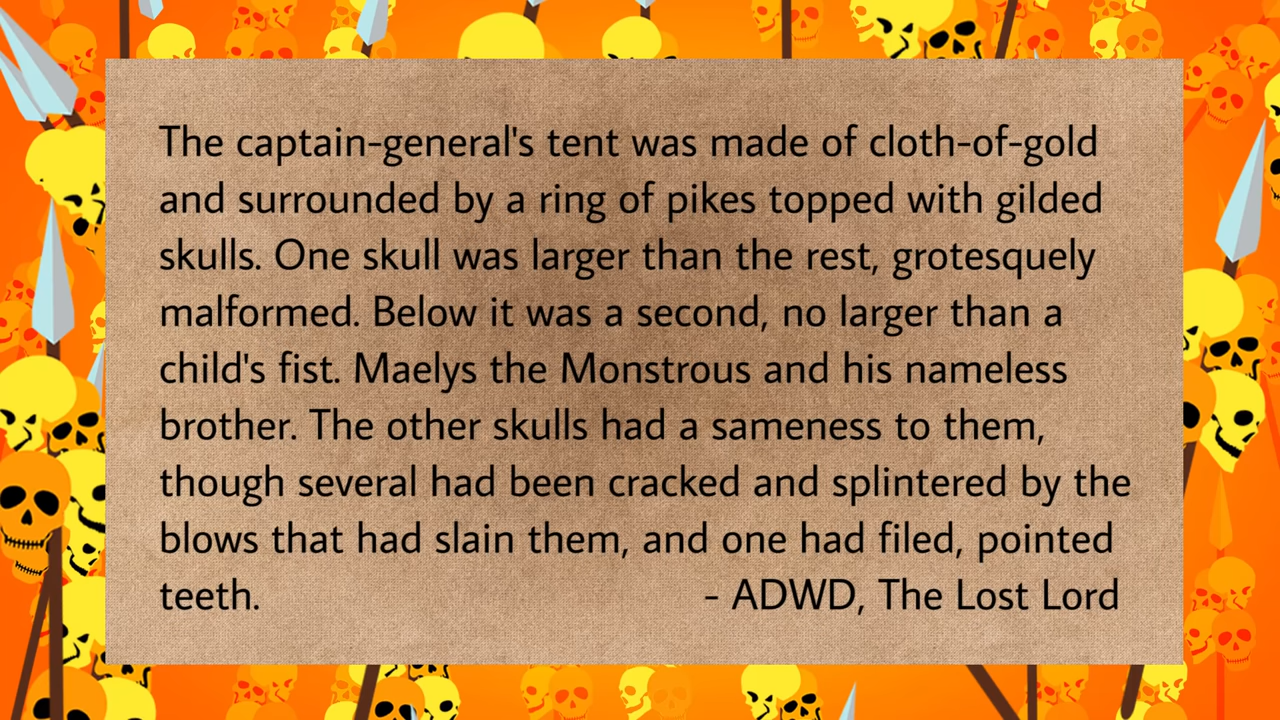 The captain-general's tent was made of cloth-of-gold
and surrounded by a ring of pikes topped with gilded
skulls. One skull was larger than the rest, grotesquely
malformed. Below it was a second, no larger than a
child's fist. Maelys the Monstrous and his nameless
brother. The other skulls had a sameness to them,
though several had been cracked and splintered by the
blows that had slain them, and one had filed, pointed
teeth. - ADWD, The Lost Lord